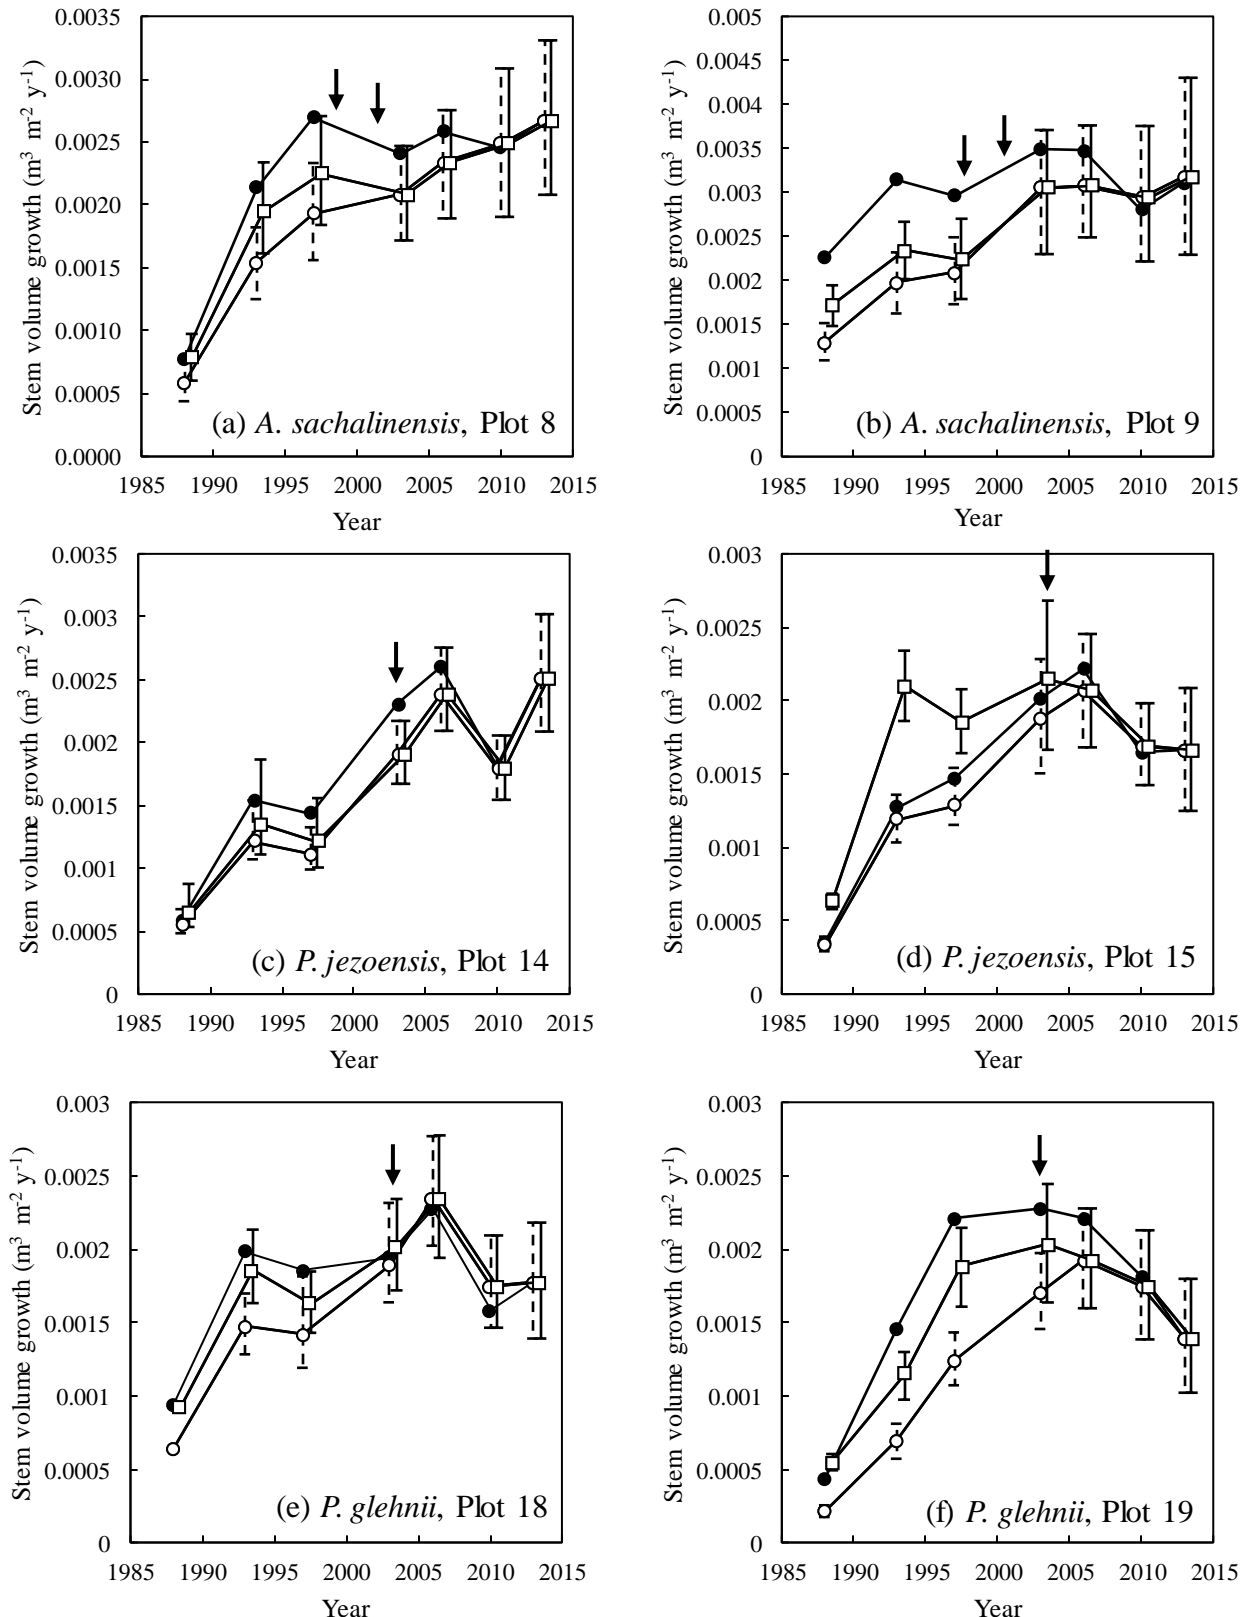 Stem volume growth (m³ m⁻² y⁻¹)
0.0035
0.0030
0.0025
0.0020
0.0015
0.0010
0.0005
0.0000
(a) A. sachalinensis, Plot 8
1985 1990 1995 2000 2005 2010 2015
Year
Stem volume growth (m³ m⁻² y⁻¹)
0.005
0.0045
0.004
0.0035
0.003
0.0025
0.002
0.0015
0.001
0.0005
0
(b) A. sachalinensis, Plot 9
1985 1990 1995 2000 2005 2010 2015
Year
Stem volume growth (m³ m⁻² y⁻¹)
0.0035
0.003
0.0025
0.002
0.0015
0.001
0.0005
0
(c) P. jezoensis, Plot 14
1985 1990 1995 2000 2005 2010 2015
Year
Stem volume growth (m³ m⁻² y⁻¹)
0.003
0.0025
0.002
0.0015
0.001
0.0005
0
(d) P. jezoensis, Plot 15
1985 1990 1995 2000 2005 2010 2015
Year
Stem volume growth (m³ m⁻² y⁻¹)
0.003
0.0025
0.002
0.0015
0.001
0.0005
0
(e) P. glehnii, Plot 18
1985 1990 1995 2000 2005 2010 2015
Year
Stem volume growth (m³ m⁻² y⁻¹)
0.003
0.0025
0.002
0.0015
0.001
0.0005
0
(f) P. glehnii, Plot 19
1985 1990 1995 2000 2005 2010 2015
Year